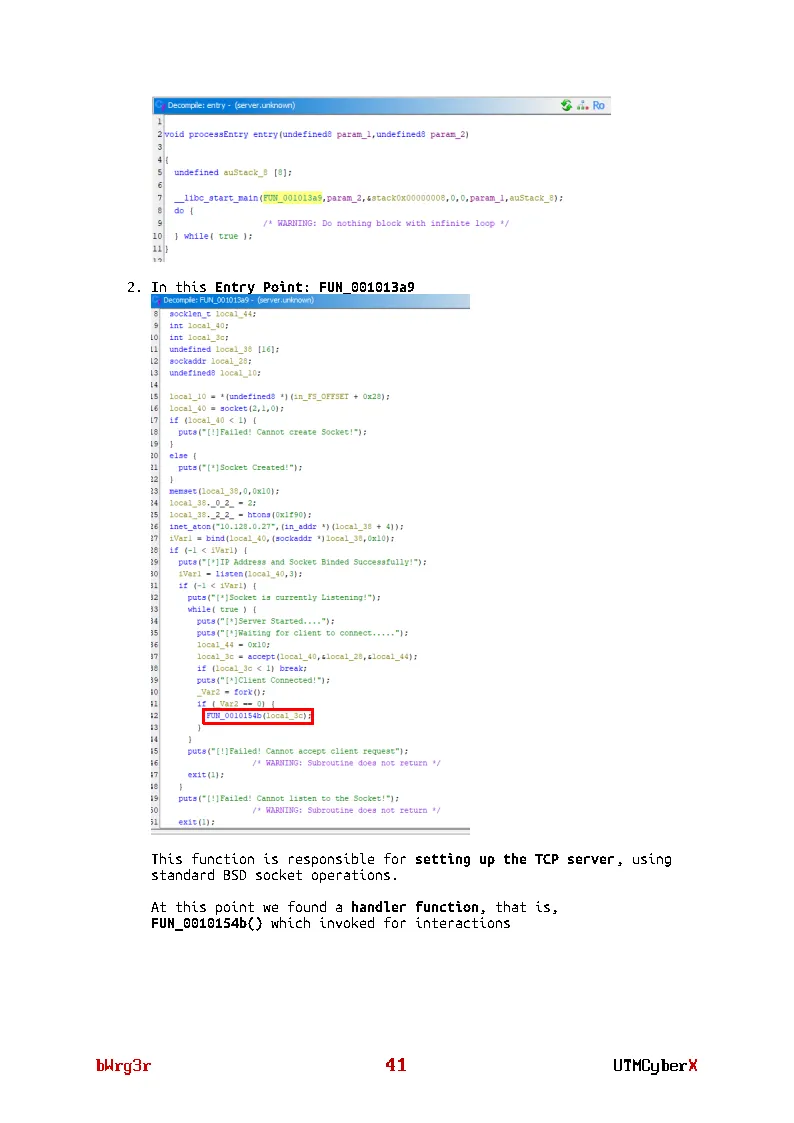 Decompile: entry - (server.unknown)
Ro
1
2 void processEntry entry(undefined8 param_1,undefined8 param_2)
3
4 {
5 undefined auStack_8 [8];
6
7 __libc_start_main(FUN_001013a9,param_2,&stack0x00000008,0,0,param_1,auStack_8);
8 do {
9 /* WARNING: Do nothing block with infinite loop */
10 } while( true );
11 }
12
2. In this Entry Point: FUN_001013a9
Decompile: FUN_001013a9 - (server.unknown)
8 socklen_t local_44;
9 int local_40;
10 int local_3c;
11 undefined local_38 [16];
12 sockaddr local_28;
13 undefined8 local_10;
14
15 local_10 = *(undefined8 *)(in_FS_OFFSET + 0x28);
16 local_40 = socket(2,1,0);
17 if (local_40 < 1) {
18 puts("[!]Failed! Cannot create Socket!");
19 }
20 else {
21 puts("[*]Socket Created!");
22 }
23 memset(local_38,0,0x10);
24 local_38._0_2_ = 2;
25 local_38._2_2_ = htons(0x1f90);
26 inet_aton("10.128.0.27",(in_addr *)(local_38 + 4));
27 iVar1 = bind(local_40,(sockaddr *)local_38,0x10);
28 if (-1 < iVar1) {
29 puts("[*]IP Address and Socket Binded Successfully!");
30 iVar1 = listen(local_40,3);
31 if (-1 < iVar1) {
32 puts("[*]Socket is currently Listening!");
33 while( true ) {
34 puts("[*]Server Started....");
35 puts("[*]Waiting for client to connect.....");
36 local_44 = 0x10;
37 local_3c = accept(local_40,&local_28,&local_44);
38 if (local_3c < 1) break;
39 puts("[*]Client Connected!");
40 _Var2 = fork();
41 if (_Var2 == 0) {
42 FUN_0010154b(local_3c);
43 }
44 }
45 puts("[!]Failed! Cannot accept client request");
46 /* WARNING: Subroutine does not return */
47 exit(1);
48 }
49 puts("[!]Failed! Cannot listen to the Socket!");
50 /* WARNING: Subroutine does not return */
51 exit(1);
This function is responsible for setting up the TCP server, using
standard BSD socket operations.
At this point we found a handler function, that is,
FUN_0010154b() which invoked for interactions
bWrg3r
41
UTMCyberX